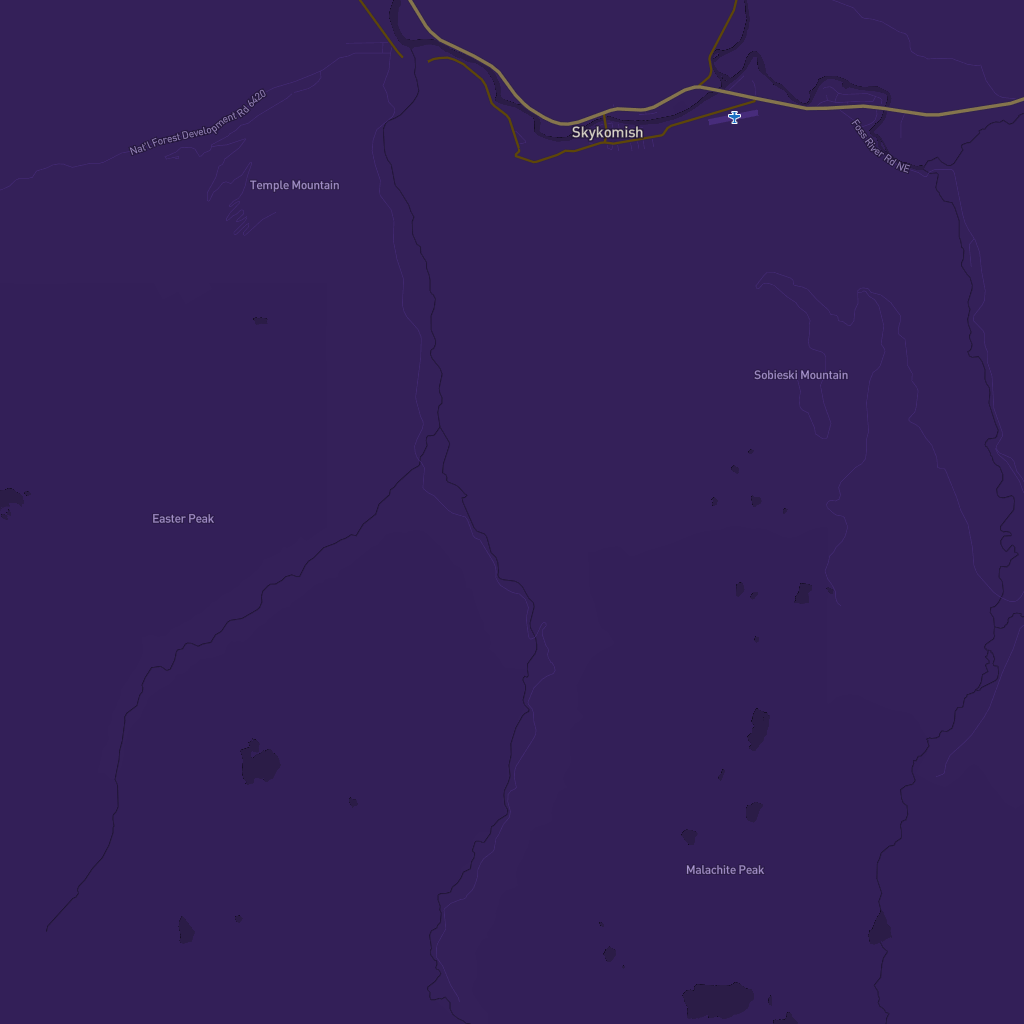 Skykomish
Nat'l Forest Development Rd 6420
Foss River Rd NE
Temple Mountain
Sobieski Mountain
Easter Peak
Malachite Peak